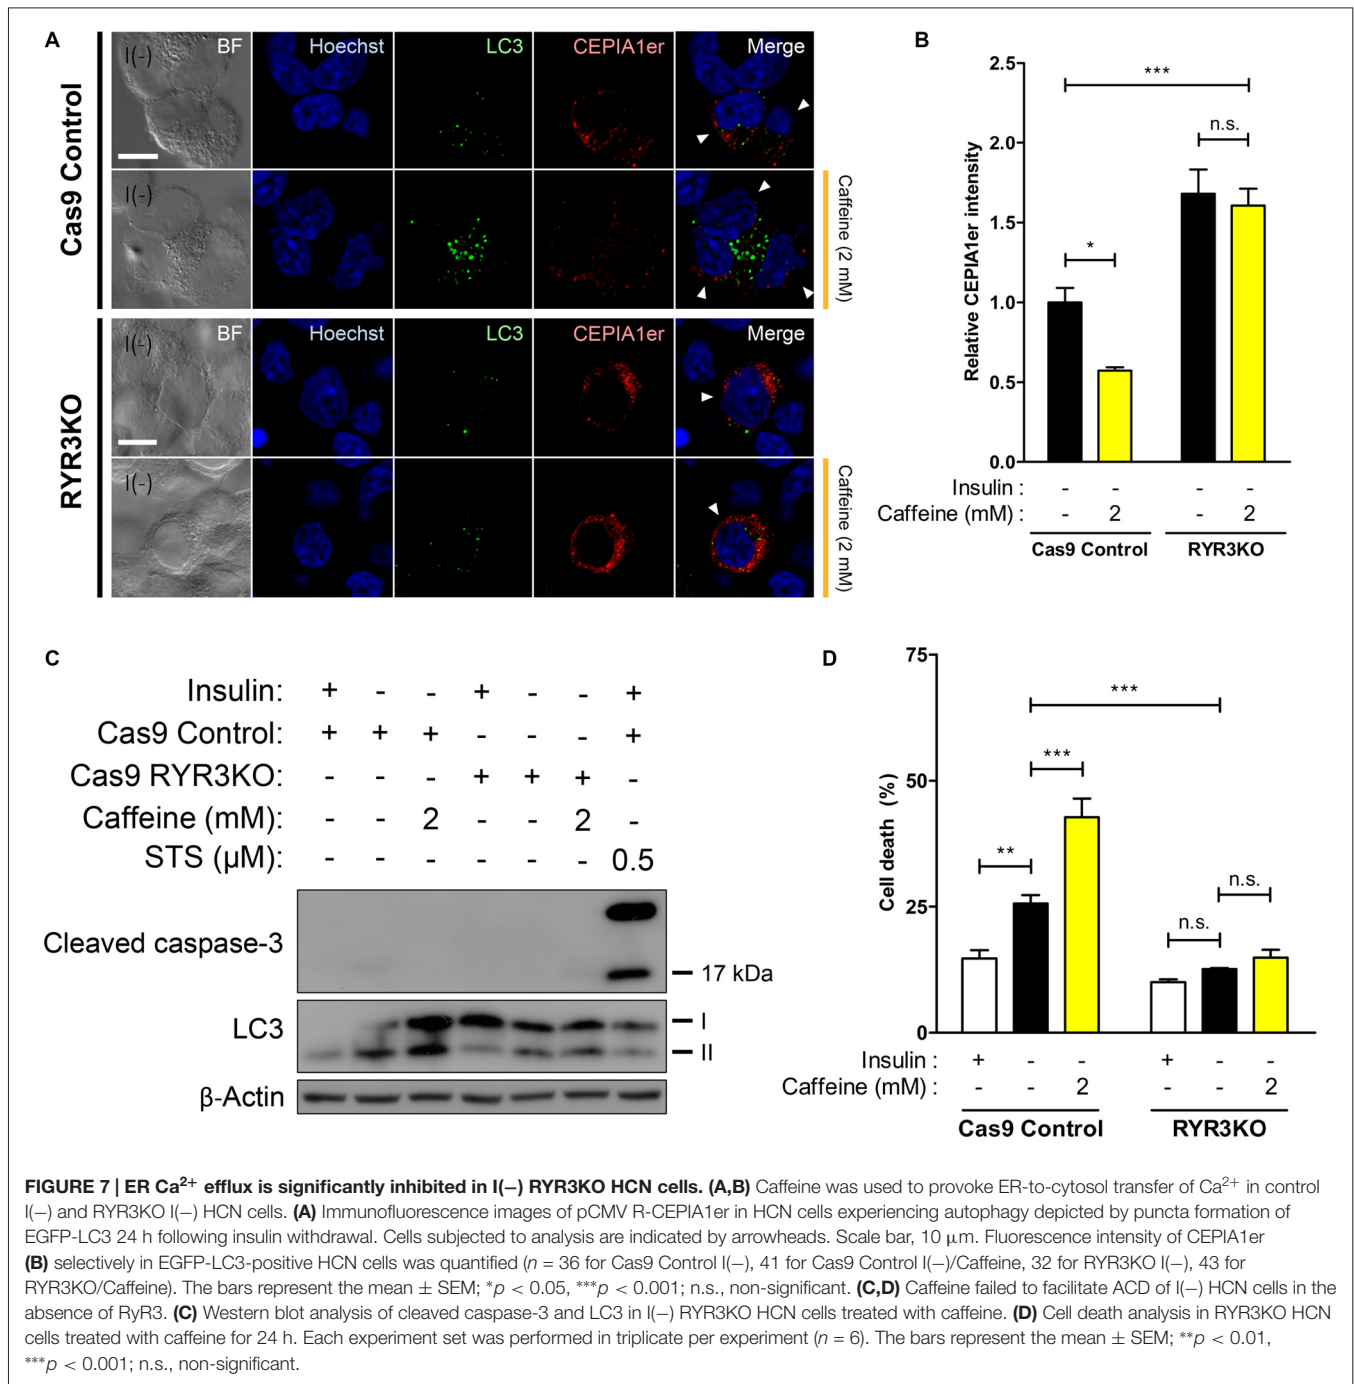 A
Cas9 Control
I(-)
BF
Hoechst
LC3
CEPIA1er
Merge
I(-)
Caffeine (2 mM)
RYR3KO
I(-)
BF
Hoechst
LC3
CEPIA1er
Merge
I(-)
Caffeine (2 mM)
B
Relative CEPIA1er intensity
2.5
2.0
1.5
1.0
0.5
0.0
***
n.s.
*
Insulin : - - - -
Caffeine (mM) : - 2 - 2
Cas9 Control RYR3KO
C
Insulin: + - - + - - +
Cas9 Control: + + + - - - +
Cas9 RYR3KO: - - - + + + -
Caffeine (mM): - - 2 - - 2 -
STS (μM): - - - - - - 0.5
Cleaved caspase-3
17 kDa
LC3
I
II
β-Actin
D
Cell death (%)
75
50
25
0
***
***
**
n.s.
n.s.
Insulin : + - - + - -
Caffeine (mM) : - - 2 - - 2
Cas9 Control RYR3KO
FIGURE 7 | ER Ca²⁺ efflux is significantly inhibited in I(−) RYR3KO HCN cells. (A,B) Caffeine was used to provoke ER-to-cytosol transfer of Ca²⁺ in control
I(−) and RYR3KO I(−) HCN cells. (A) Immunofluorescence images of pCMV R-CEPIA1er in HCN cells experiencing autophagy depicted by puncta formation of
EGFP-LC3 24 h following insulin withdrawal. Cells subjected to analysis are indicated by arrowheads. Scale bar, 10 μm. Fluorescence intensity of CEPIA1er
(B) selectively in EGFP-LC3-positive HCN cells was quantified (n = 36 for Cas9 Control I(−), 41 for Cas9 Control I(−)/Caffeine, 32 for RYR3KO I(−), 43 for
RYR3KO/Caffeine). The bars represent the mean ± SEM; *p < 0.05, ***p < 0.001; n.s., non-significant. (C,D) Caffeine failed to facilitate ACD of I(−) HCN cells in the
absence of RyR3. (C) Western blot analysis of cleaved caspase-3 and LC3 in I(−) RYR3KO HCN cells treated with caffeine. (D) Cell death analysis in RYR3KO HCN
cells treated with caffeine for 24 h. Each experiment set was performed in triplicate per experiment (n = 6). The bars represent the mean ± SEM; **p < 0.01,
***p < 0.001; n.s., non-significant.